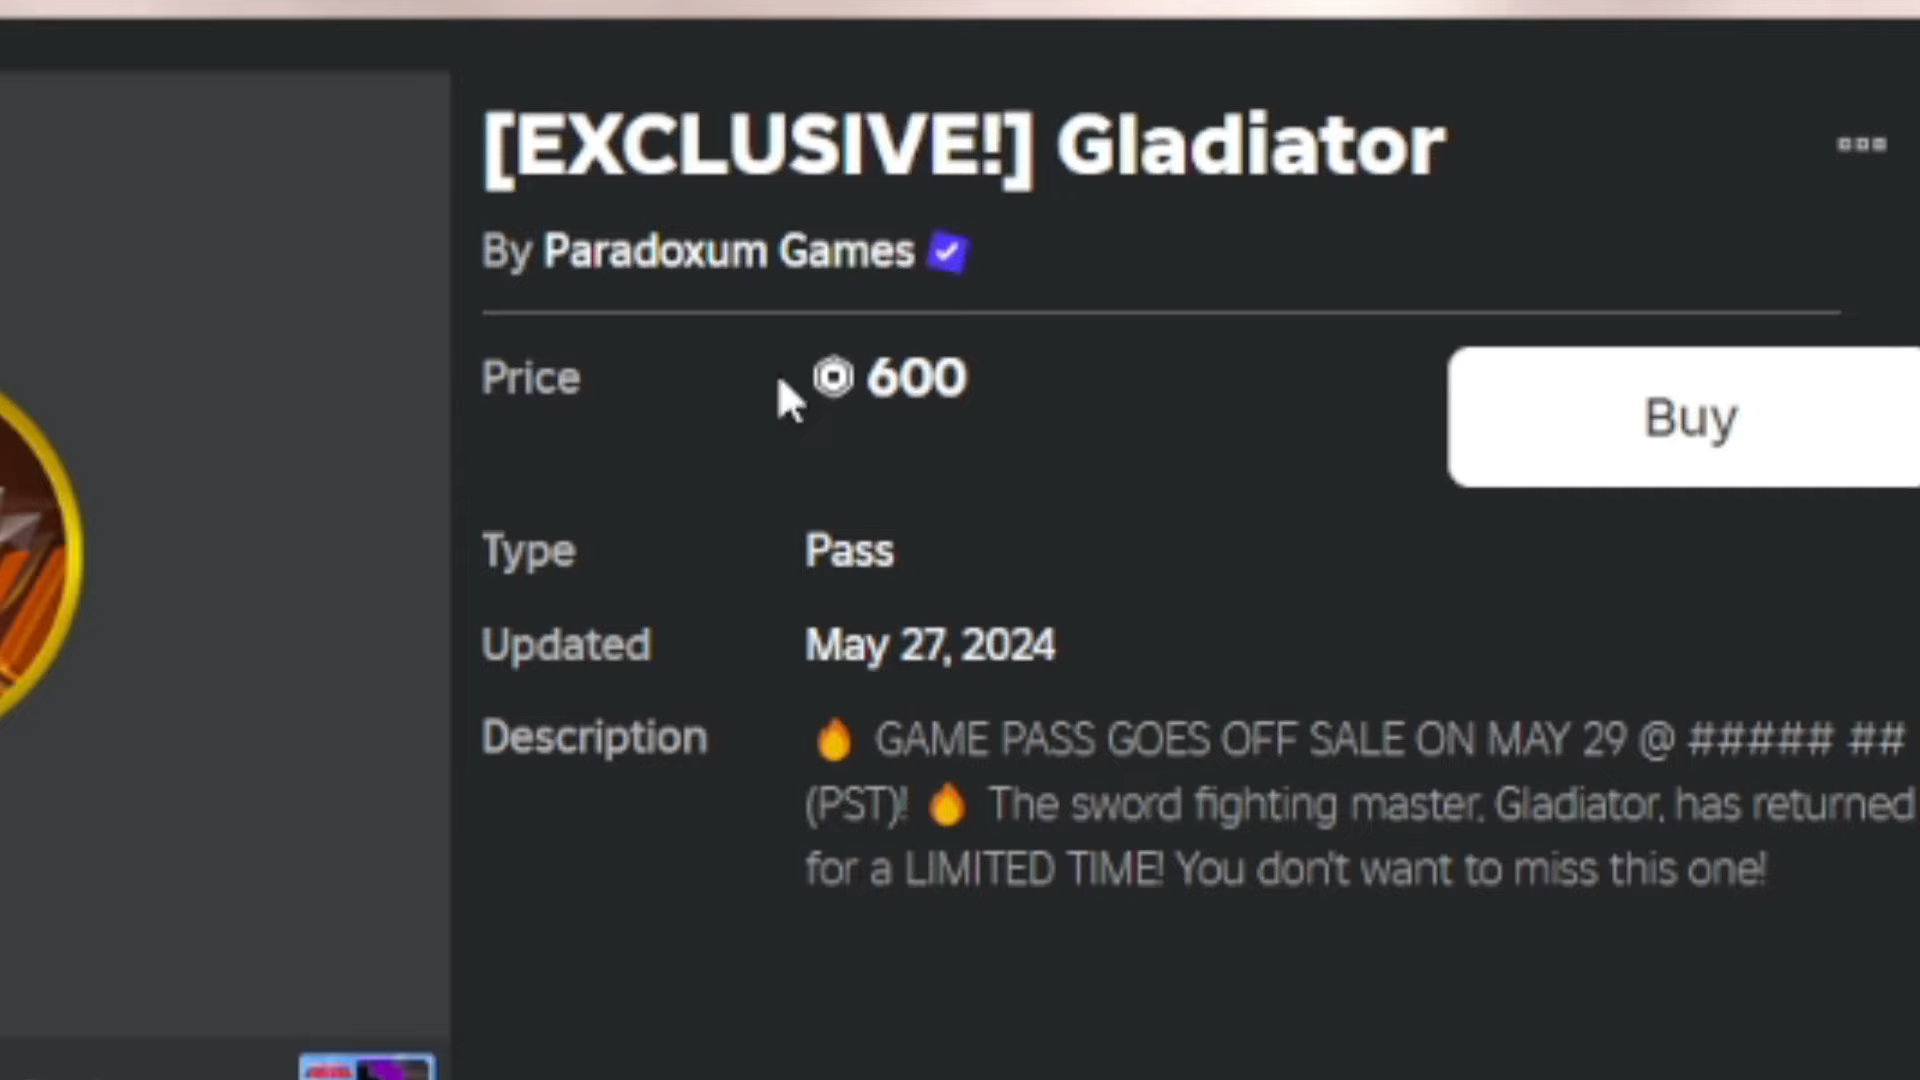 [EXCLUSIVE!] Gladiator
By Paradoxum Games
Price 600
Buy
Type Pass
Updated May 27, 2024
Description 🔥 GAME PASS GOES OFF SALE ON MAY 29 @ ##### ##
(PST)! 🔥 The sword fighting master, Gladiator, has returned
for a LIMITED TIME! You don't want to miss this one!